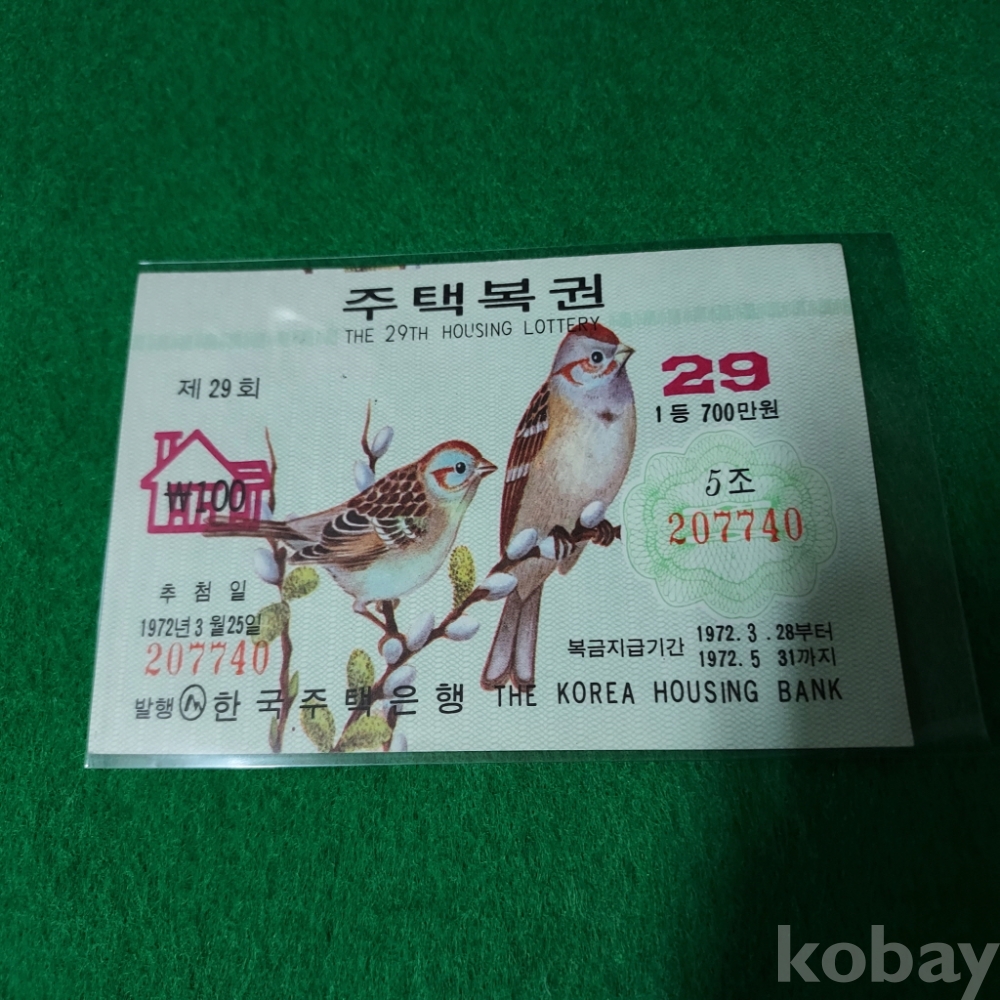 주택복권
THE 29TH HOUSING LOTTERY
제 29 회
29
1등 700만원
₩100
5조
207740
추첨일
1972년 3월 25일
207740
복금지급기간 1972. 3. 28부터
1972. 5 31까지
발행 한국주택은행 THE KOREA HOUSING BANK
kobay